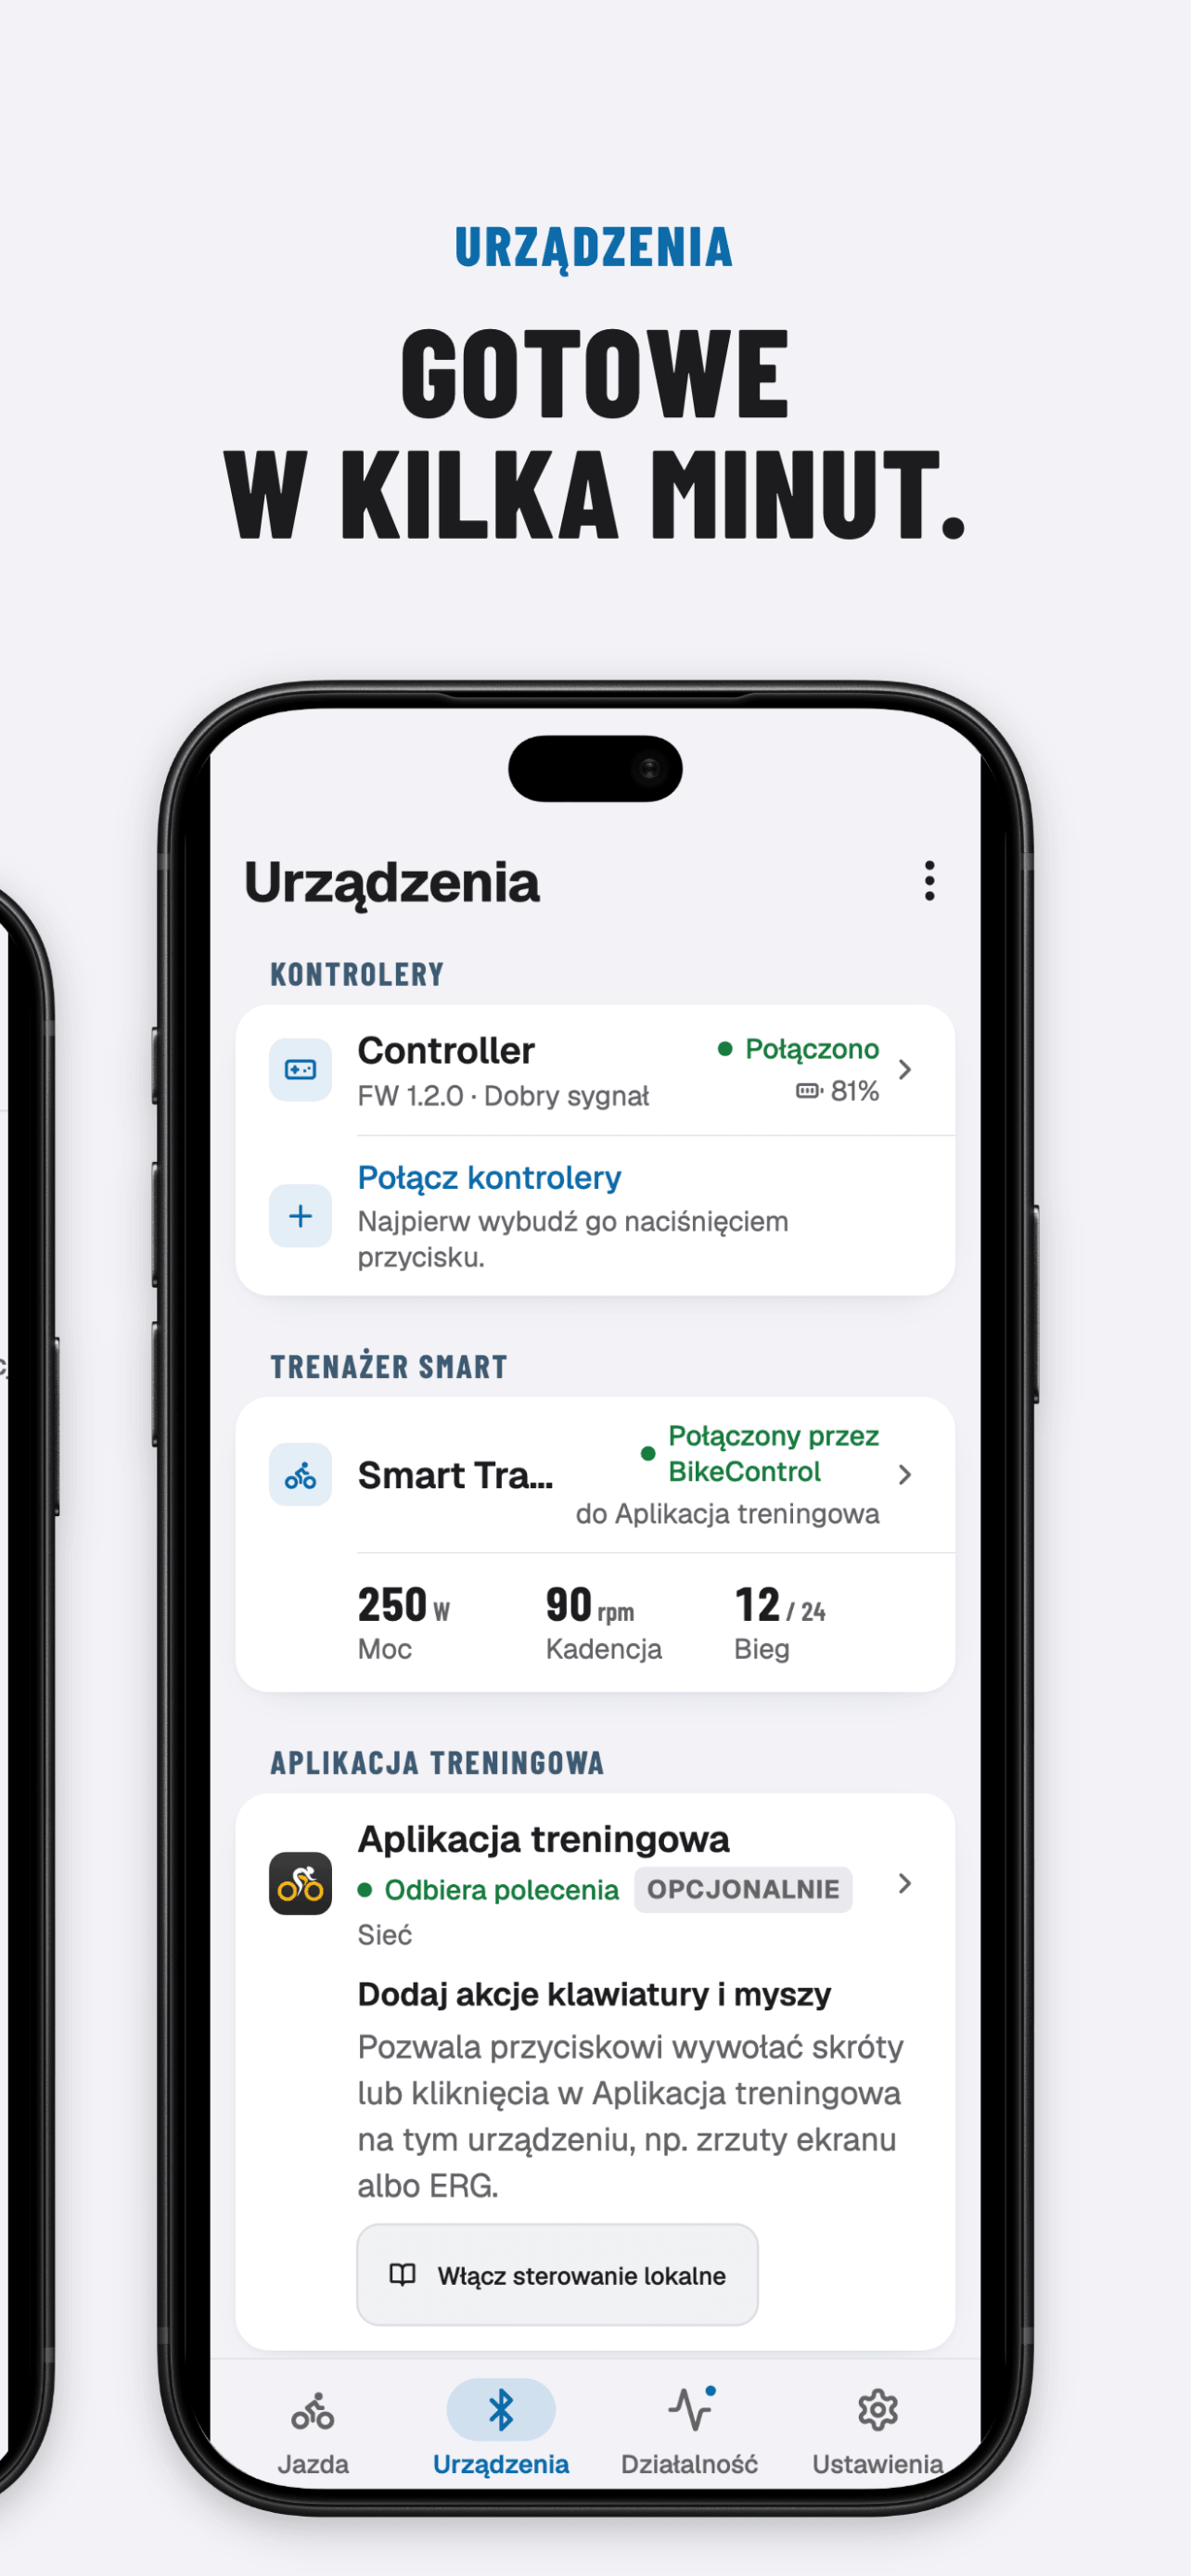 URZĄDZENIA
GOTOWE
W KILKA MINUT.
Urządzenia
KONTROLERY
Controller
Połączono
FW 1.2.0 · Dobry sygnał
81%
Połącz kontrolery
Najpierw wybudź go naciśnięciem
przycisku.
TRENAŻER SMART
Smart Tra...
Połączony przez
BikeControl
do Aplikacja treningowa
250 W
90 rpm
12 / 24
Moc
Kadencja
Bieg
APLIKACJA TRENINGOWA
Aplikacja treningowa
Odbiera polecenia
OPCJONALNIE
Sieć
Dodaj akcje klawiatury i myszy
Pozwala przyciskowi wywołać skróty
lub kliknięcia w Aplikacja treningowa
na tym urządzeniu, np. zrzuty ekranu
albo ERG.
Włącz sterowanie lokalne
Jazda
Urządzenia
Działalność
Ustawienia